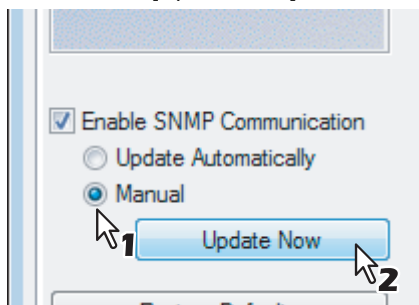 Enable SNMP Communication
Update Automatically
Manual
1
Update Now
2